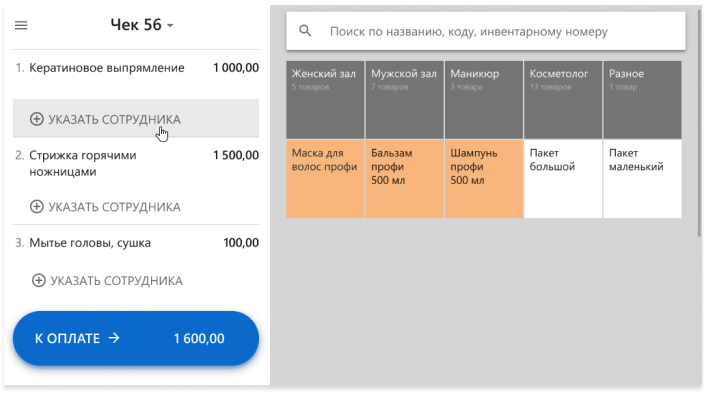 Чек 56
1. Кератиновое выпрямление 1 000,00
УКАЗАТЬ СОТРУДНИКА
2. Стрижка горячими 1 500,00
ножницами
УКАЗАТЬ СОТРУДНИКА
3. Мытье головы, сушка 100,00
УКАЗАТЬ СОТРУДНИКА
К ОПЛАТЕ → 1 600,00
Поиск по названию, коду, инвентарному номеру
Женский зал Мужской зал Маникюр Косметолог Разное
5 товаров 7 товаров 3 товара 13 товаров 1 товар
Маска для Бальзам Шампунь Пакет Пакет
волос профи профи профи большой маленький
500 мл 500 мл